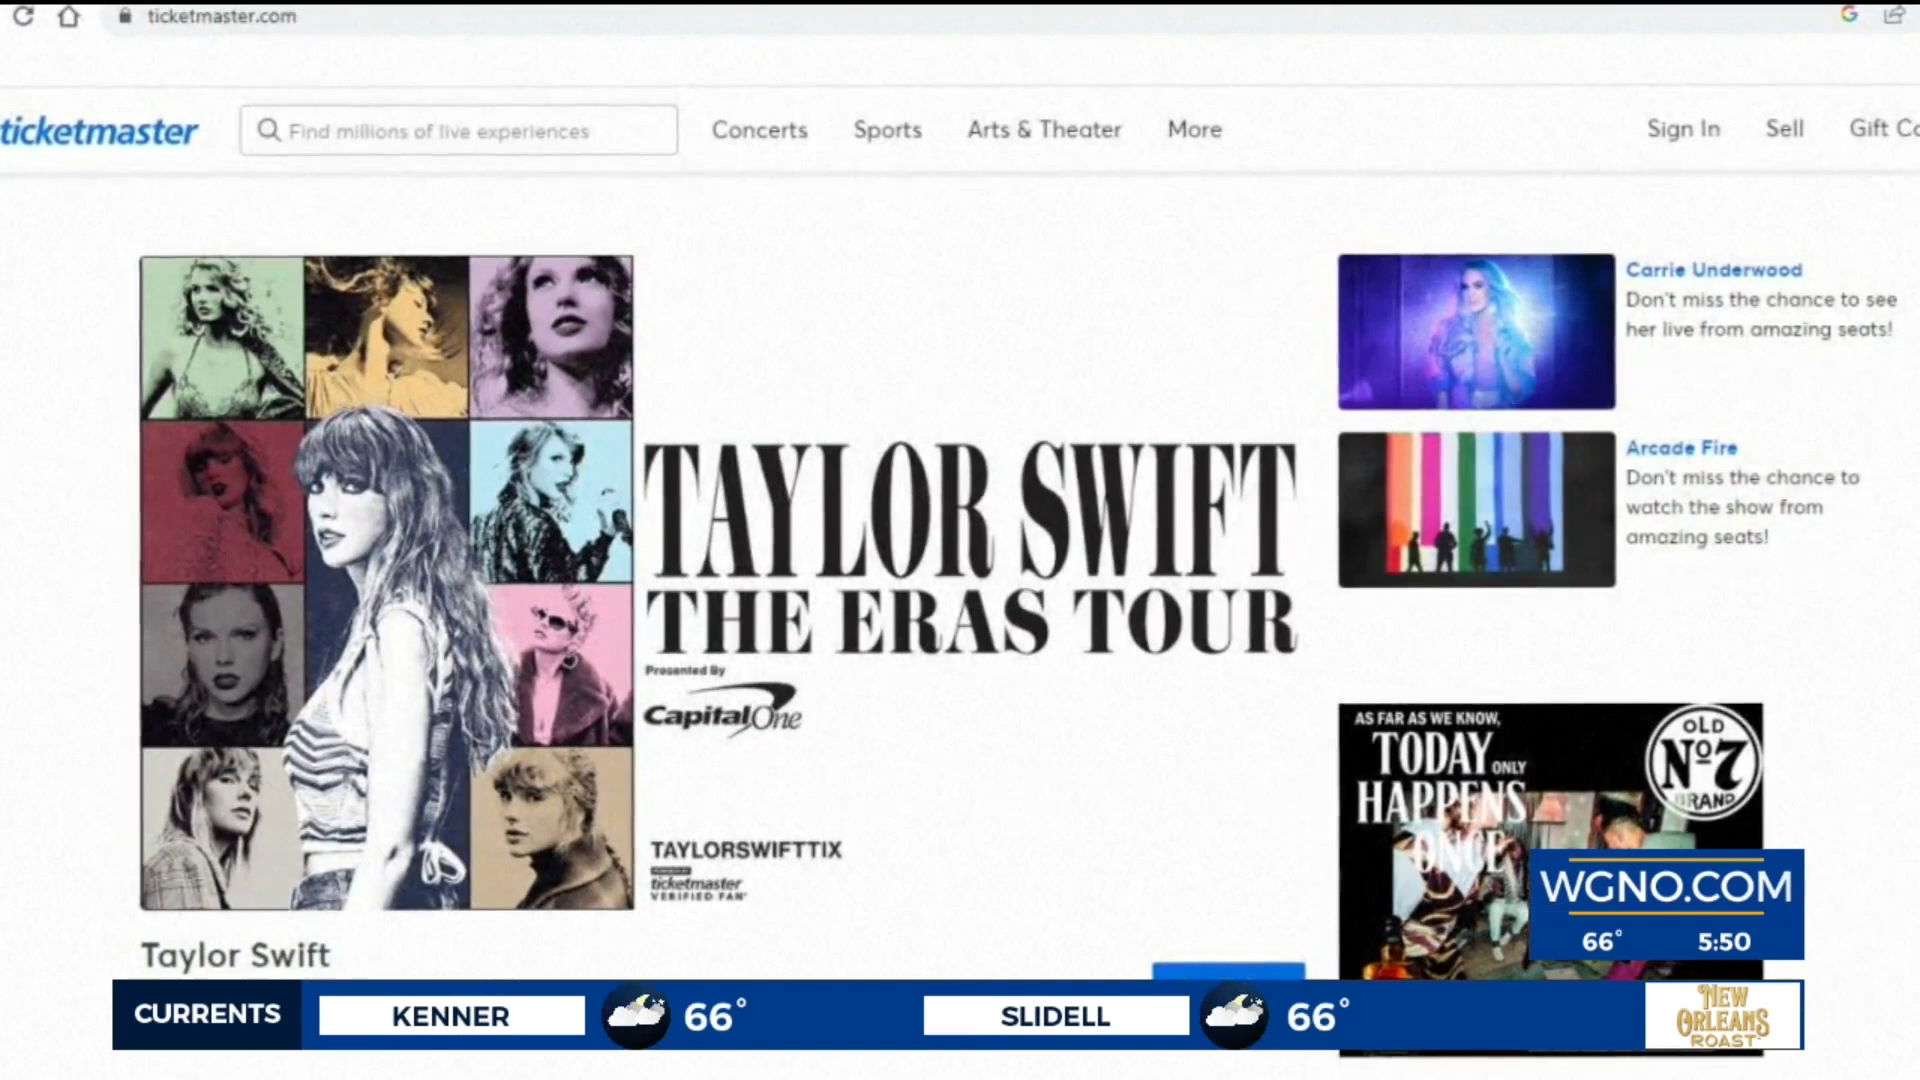 ticketmaster.com
ticketmaster
Find millions of live experiences
Concerts
Sports
Arts & Theater
More
Sign In
Sell
Gift
Carrie Underwood
Don't miss the chance to see
her live from amazing seats!
Arcade Fire
Don't miss the chance to
watch the show from
amazing seats!
TAYLOR SWIFT
THE ERAS TOUR
Presented By
Capital One
TAYLORSWIFTTIX
ticketmaster
VERIFIED FAN
Taylor Swift
AS FAR AS WE KNOW,
TODAY ONLY
HAPPENS
ONCE
OLD
Nº7
BRAND
WGNO.COM
66° 5:50
CURRENTS
KENNER
66°
SLIDELL
66°
NEW
ORLEANS
ROAST